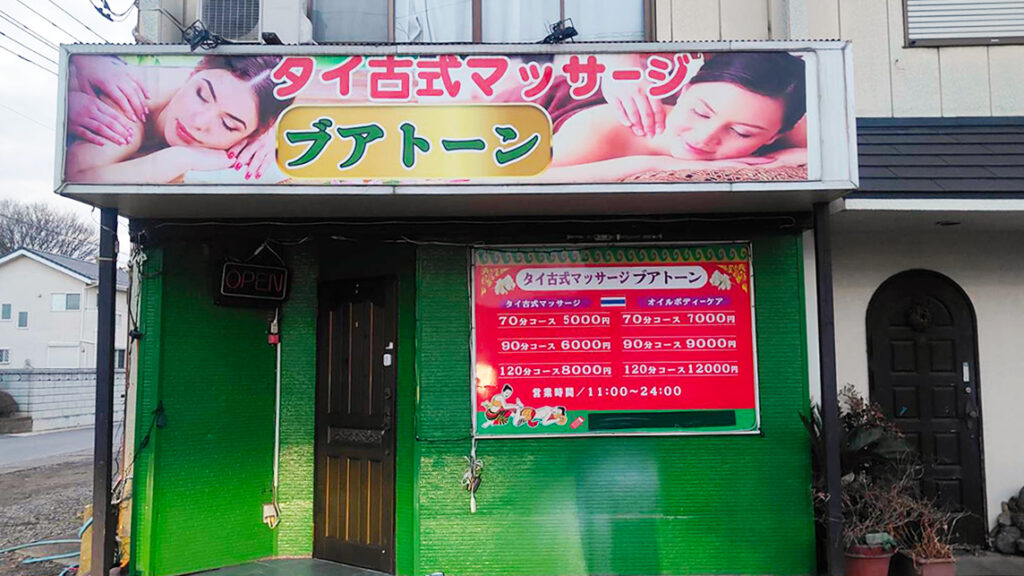 タイ古式マッサージ
ブアトーン
OPEN
タイ古式マッサージ ブアトーン
タイ古式マッサージ
オイルボディーケア
70分コース 5000円
70分コース 7000円
90分コース 6000円
90分コース 9000円
120分コース 8000円
120分コース 12000円
営業時間/11:00~24:00